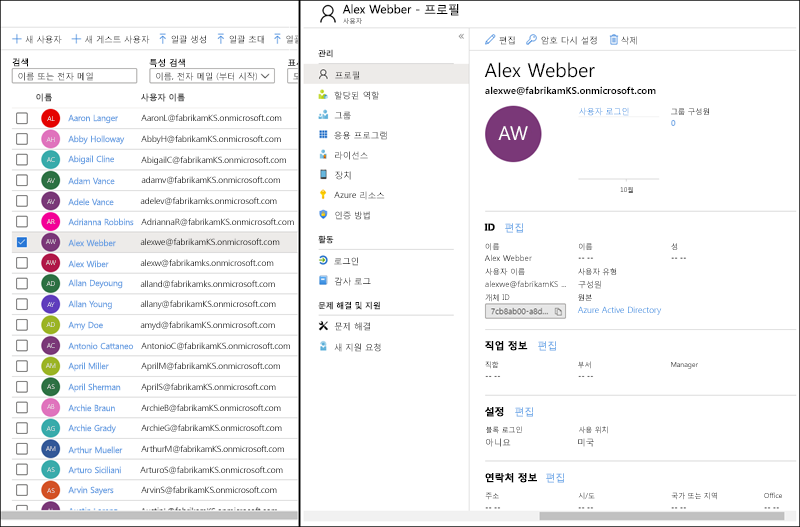 + 새 사용자 + 새 게스트 사용자 일괄 생성 일괄 초대 일괄
검색 특성 검색 표시
이름 또는 전자 메일 이름, 전자 메일 (부터 시작)
이름 사용자 이름
AL Aaron Langer AaronL@fabrikamKS.onmicrosoft.com
AH Abby Holloway AbbyH@fabrikamKS.onmicrosoft.com
AC Abigail Cline AbigailC@fabrikamKS.onmicrosoft.com
AV Adam Vance adamv@fabrikamKS.onmicrosoft.com
AV Adele Vance adelev@fabrikamks.onmicrosoft.com
AR Adrianna Robbins AdriannaR@fabrikamKS.onmicrosoft.com
AW Alex Webber alexwe@fabrikamKS.onmicrosoft.com
AW Alex Wiber alexw@fabrikamks.onmicrosoft.com
AD Allan Deyoung alland@fabrikamks.onmicrosoft.com
AY Allan Young allany@fabrikamKS.onmicrosoft.com
AD Amy Doe amyd@fabrikamKS.onmicrosoft.com
AC Antonio Cattaneo AntonioC@fabrikamKS.onmicrosoft.com
AM April Miller AprilM@fabrikamKS.onmicrosoft.com
AS April Sherman AprilS@fabrikamKS.onmicrosoft.com
AB Archie Braun ArchieB@fabrikamKS.onmicrosoft.com
AG Archie Grady ArchieG@fabrikamKS.onmicrosoft.com
AM Arthur Mueller ArthurM@fabrikamKS.onmicrosoft.com
AS Arturo Siciliani ArturoS@fabrikamKS.onmicrosoft.com
AS Arvin Sayers ArvinS@fabrikamKS.onmicrosoft.com
Alex Webber - 프로필
사용자
«
관리
프로필
할당된 역할
그룹
응용 프로그램
라이선스
장치
Azure 리소스
인증 방법
활동
로그인
감사 로그
문제 해결 및 지원
문제 해결
새 지원 요청
편집 암호 다시 설정 삭제
Alex Webber
alexwe@fabrikamKS.onmicrosoft.com
AW
사용자 로그인 그룹 구성원
0
10월
ID 편집
이름 이름 성
Alex Webber -- -- -- --
사용자 이름 사용자 유형
alexwe@fabrikamKS ... 구성원
개체 ID 원본
7cb8ab00-a8d... Azure Active Directory
직업 정보 편집
직함 부서 Manager
-- -- -- -- -- --
설정 편집
블록 로그인 사용 위치
아니요 미국
연락처 정보 편집
주소 시/도 국가 또는 지역 Office
-- -- -- -- -- -- -- --